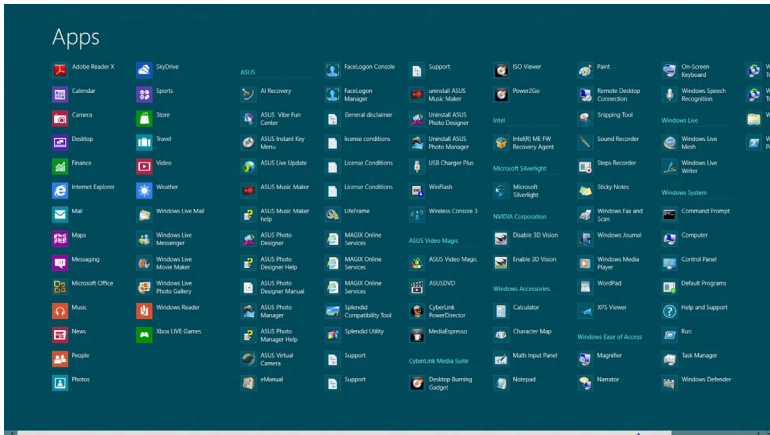 Apps
Adobe Reader X
Calendar
Camera
Desktop
Finance
Internet Explorer
Mail
Maps
Messaging
Microsoft Office
Music
News
People
Photos
SkyDrive
Sports
Store
Travel
Video
Weather
Windows Live Mail
Windows Live
Messenger
Windows Live
Movie Maker
Windows Live
Photo Gallery
Windows Reader
Xbox LIVE Games
ASUS
AI Recovery
ASUS Vibe Fun
Center
ASUS Instant Key
Menu
ASUS Live Update
ASUS Music Maker
ASUS Music Maker
help
ASUS Photo
Designer
ASUS Photo
Designer Help
ASUS Photo
Designer Manual
ASUS Photo
Manager
ASUS Photo
Manager Help
ASUS Virtual
Camera
eManual
FaceLogon Console
FaceLogon
Manager
General disclaimer
license conditions
License Conditions
License Conditions
LifeFrame
MAGIX Online
Services
MAGIX Online
Services
MAGIX Online
Services
Splendid
Compatibility Tool
Splendid Utility
Support
Support
Support
uninstall ASUS
Music Maker
Uninstall ASUS
Photo Designer
Uninstall ASUS
Photo Manager
USB Charger Plus
WinFlash
Wireless Console 3
ASUS Video Magic
ASUS Video Magic
ASUSDVD
CyberLink
PowerDirector
MediaEspresso
CyberLink Media Suite
Desktop Burning
Gadget
ISO Viewer
Power2Go
Intel
Intel(R) ME FW
Recovery Agent
Microsoft Silverlight
Microsoft
Silverlight
NVIDIA Corporation
Disable 3D Vision
Enable 3D Vision
Windows Accessories
Calculator
Character Map
Math Input Panel
Notepad
Paint
Remote Desktop
Connection
Snipping Tool
Sound Recorder
Steps Recorder
Sticky Notes
Windows Fax and
Scan
Windows Journal
Windows Media
Player
WordPad
XPS Viewer
Windows Ease of Access
Magnifier
Narrator
On-Screen
Keyboard
Windows Speech
Recognition
Windows Live
Windows Live
Mesh
Windows Live
Writer
Windows System
Command Prompt
Computer
Control Panel
Default Programs
Help and Support
Run
Task Manager
Windows Defender